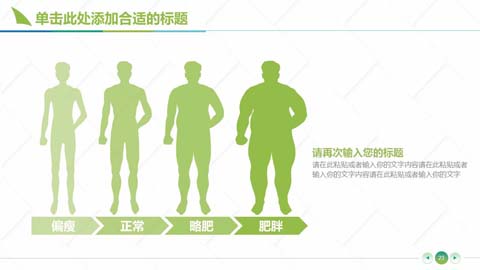 单击此处添加合适的标题
请再次输入您的标题
请在此粘贴或者输入你的文字内容请在此粘贴或者
输入你的文字内容请在此粘贴或者输入你的文字
偏瘦 正常 略肥 肥胖
27